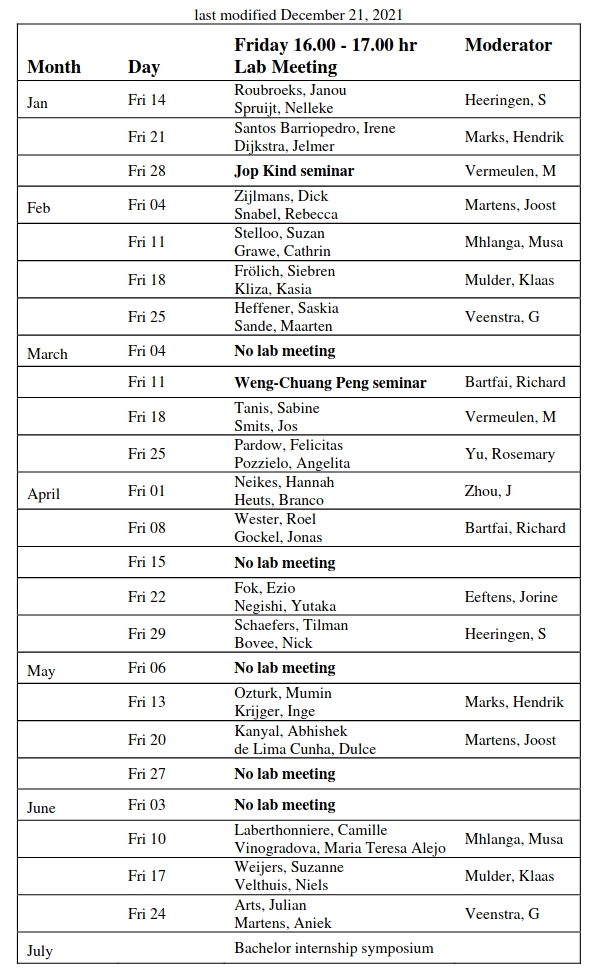 last modified December 21, 2021
Friday 16.00 - 17.00 hr Moderator
Month Day Lab Meeting
Jan Fri 14 Roubroeks, Janou
Spruijt, Nelleke Heeringen, S
Fri 21 Santos Barriopedro, Irene
Dijkstra, Jelmer Marks, Hendrik
Fri 28 Jop Kind seminar Vermeulen, M
Feb Fri 04 Zijlmans, Dick
Snabel, Rebecca Martens, Joost
Fri 11 Stelloo, Suzan
Grawe, Cathrin Mhlanga, Musa
Fri 18 Frölich, Siebren
Kliza, Kasia Mulder, Klaas
Fri 25 Heffener, Saskia
Sande, Maarten Veenstra, G
March Fri 04 No lab meeting
Fri 11 Weng-Chuang Peng seminar Bartfai, Richard
Fri 18 Tanis, Sabine
Smits, Jos Vermeulen, M
Fri 25 Pardow, Felicitas
Pozzielo, Angelita Yu, Rosemary
April Fri 01 Neikes, Hannah
Heuts, Branco Zhou, J
Fri 08 Wester, Roel
Gockel, Jonas Bartfai, Richard
Fri 15 No lab meeting
Fri 22 Fok, Ezio
Negishi, Yutaka Eeftens, Jorine
Fri 29 Schaefers, Tilman
Bovee, Nick Heeringen, S
May Fri 06 No lab meeting
Fri 13 Ozturk, Mumin
Krijger, Inge Marks, Hendrik
Fri 20 Kanyal, Abhishek
de Lima Cunha, Dulce Martens, Joost
Fri 27 No lab meeting
June Fri 03 No lab meeting
Fri 10 Laberthonniere, Camille
Vinogradova, Maria Teresa Alejo Mhlanga, Musa
Fri 17 Weijers, Suzanne
Velthuis, Niels Mulder, Klaas
Fri 24 Arts, Julian
Martens, Aniek Veenstra, G
July Bachelor internship symposium